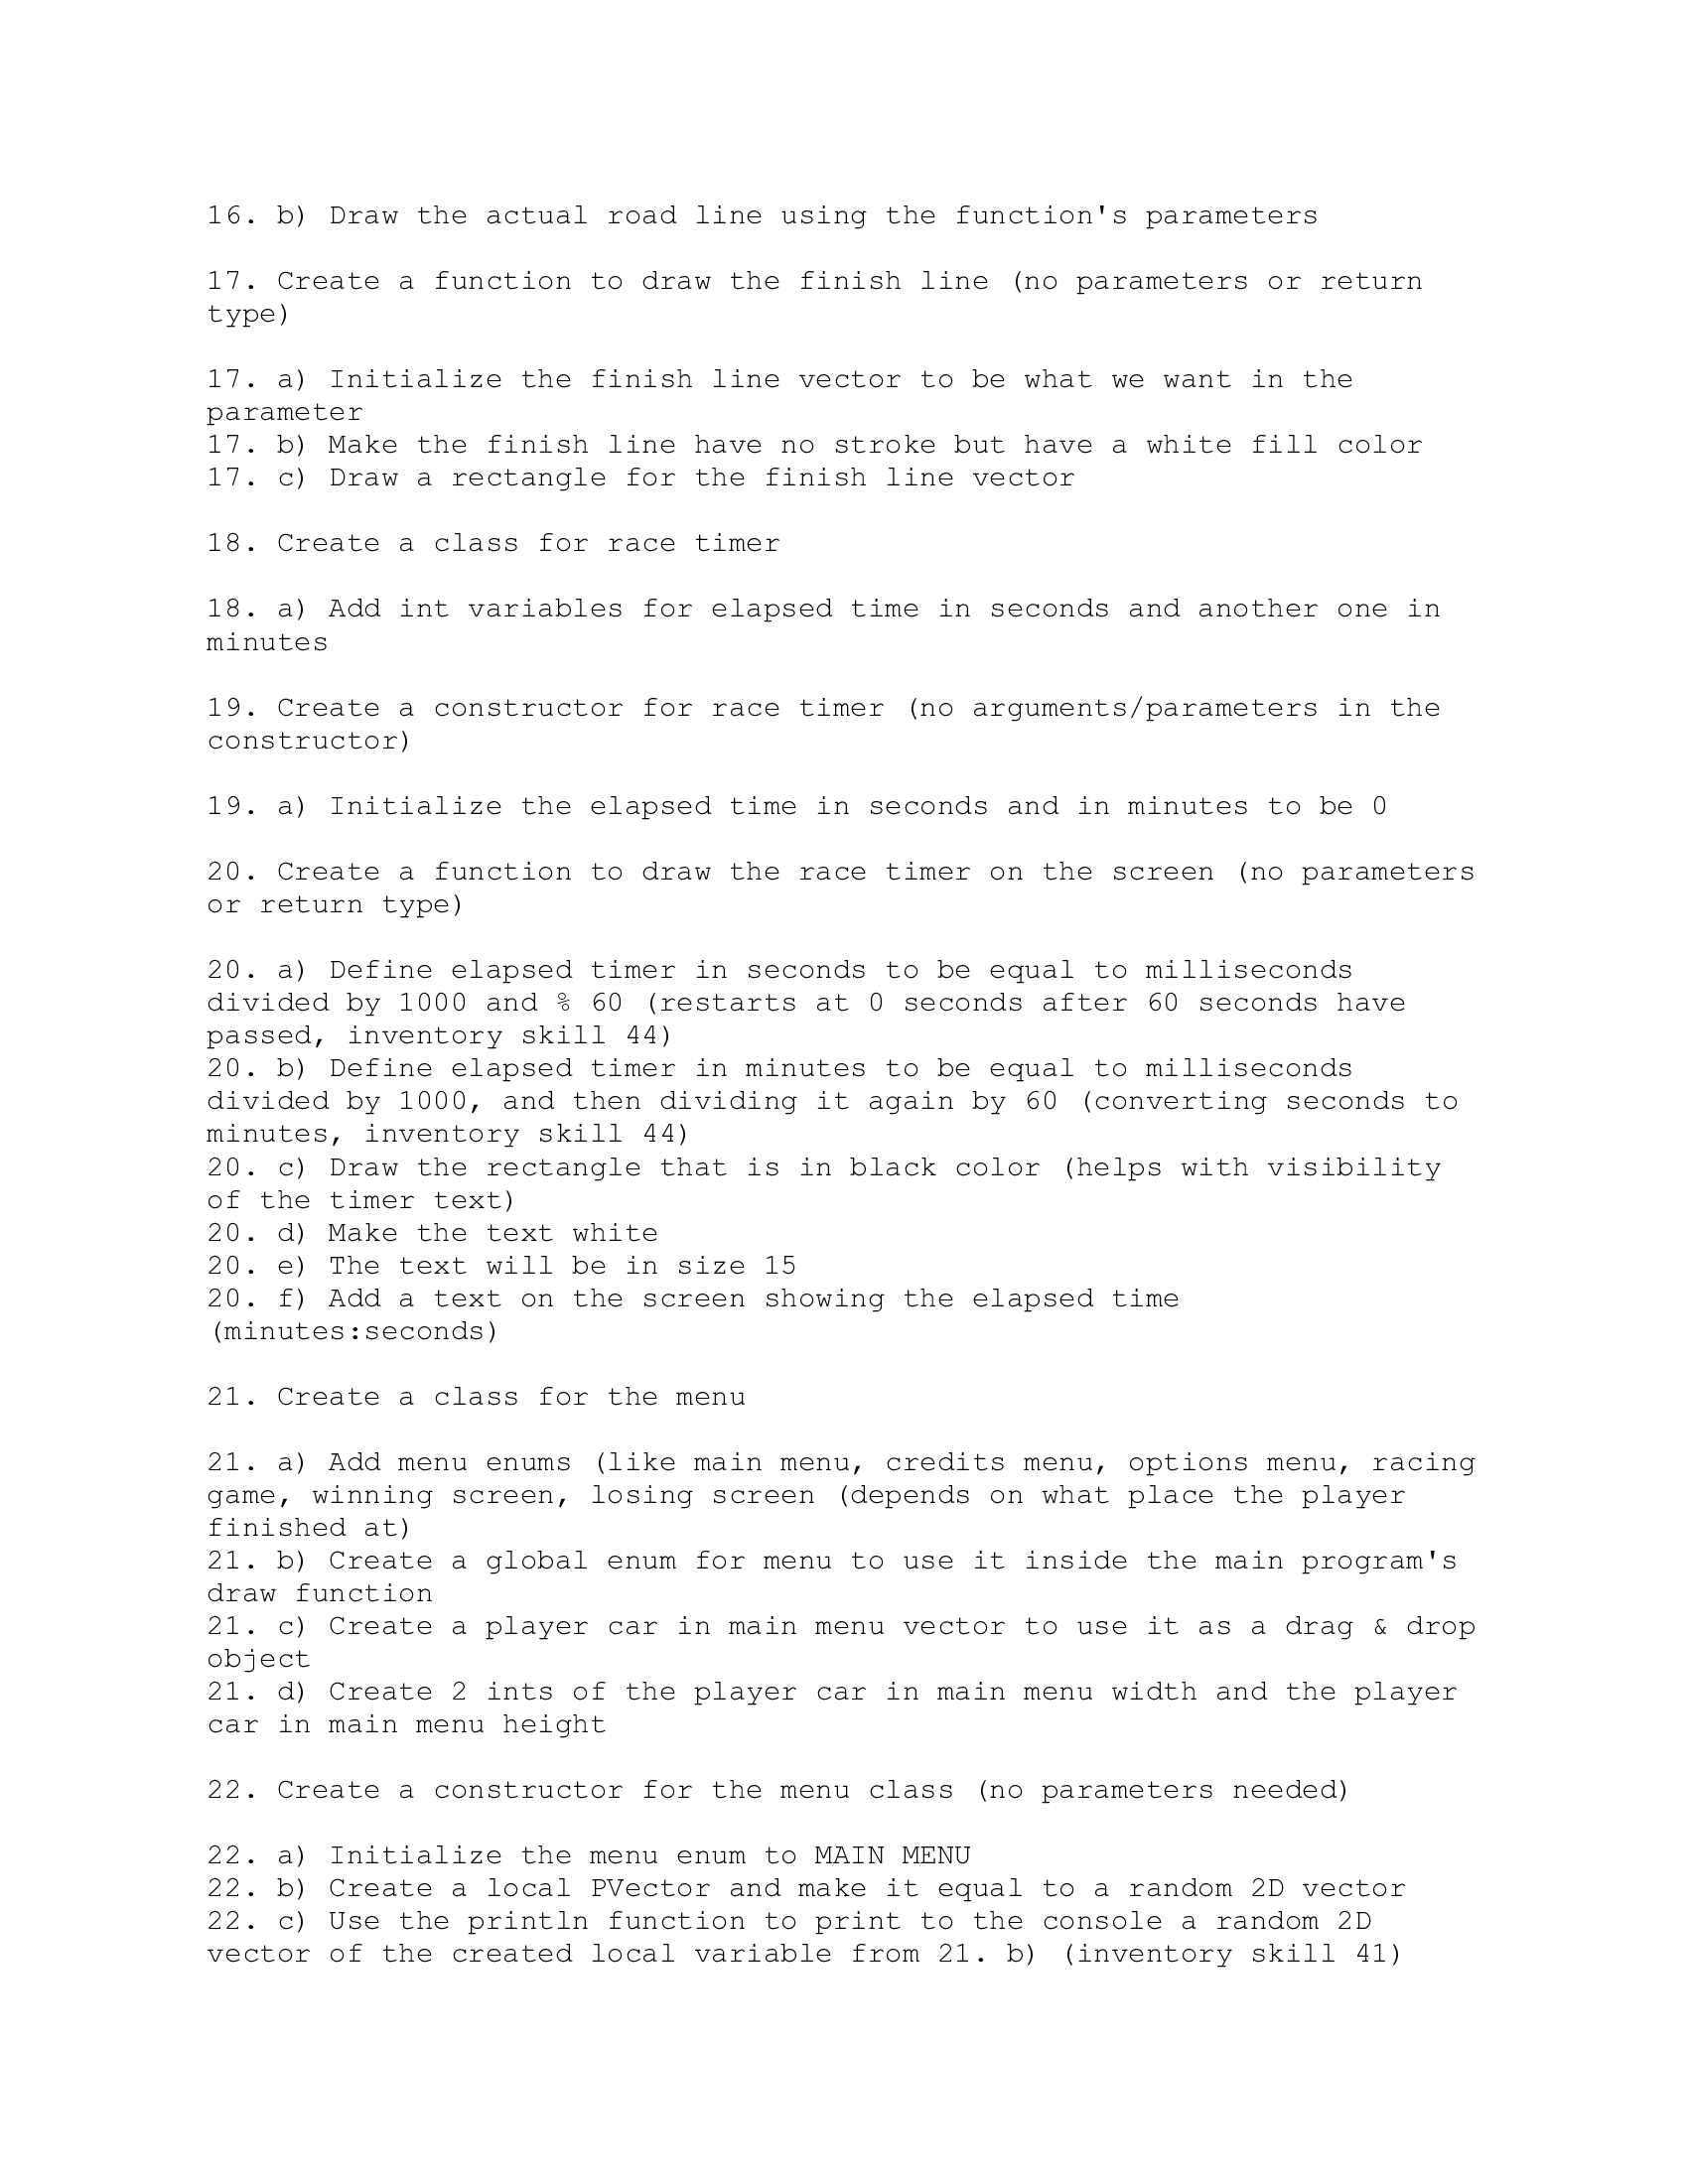 16. b) Draw the actual road line using the function's parameters
17. Create a function to draw the finish line (no parameters or return
type)
17. a) Initialize the finish line vector to be what we want in the
parameter
17. b) Make the finish line have no stroke but have a white fill color
17. c) Draw a rectangle for the finish line vector
18. Create a class for race timer
18. a) Add int variables for elapsed time in seconds and another one in
minutes
19. Create a constructor for race timer (no arguments/parameters in the
constructor)
19. a) Initialize the elapsed time in seconds and in minutes to be 0
20. Create a function to draw the race timer on the screen (no parameters
or return type)
20. a) Define elapsed timer in seconds to be equal to milliseconds
divided by 1000 and % 60 (restarts at 0 seconds after 60 seconds have
passed, inventory skill 44)
20. b) Define elapsed timer in minutes to be equal to milliseconds
divided by 1000, and then dividing it again by 60 (converting seconds to
minutes, inventory skill 44)
20. c) Draw the rectangle that is in black color (helps with visibility
of the timer text)
20. d) Make the text white
20. e) The text will be in size 15
20. f) Add a text on the screen showing the elapsed time
(minutes:seconds)
21. Create a class for the menu
21. a) Add menu enums (like main menu, credits menu, options menu, racing
game, winning screen, losing screen (depends on what place the player
finished at)
21. b) Create a global enum for menu to use it inside the main program's
draw function
21. c) Create a player car in main menu vector to use it as a drag & drop
object
21. d) Create 2 ints of the player car in main menu width and the player
car in main menu height
22. Create a constructor for the menu class (no parameters needed)
22. a) Initialize the menu enum to MAIN MENU
22. b) Create a local PVector and make it equal to a random 2D vector
22. c) Use the println function to print to the console a random 2D
vector of the created local variable from 21. b) (inventory skill 41)